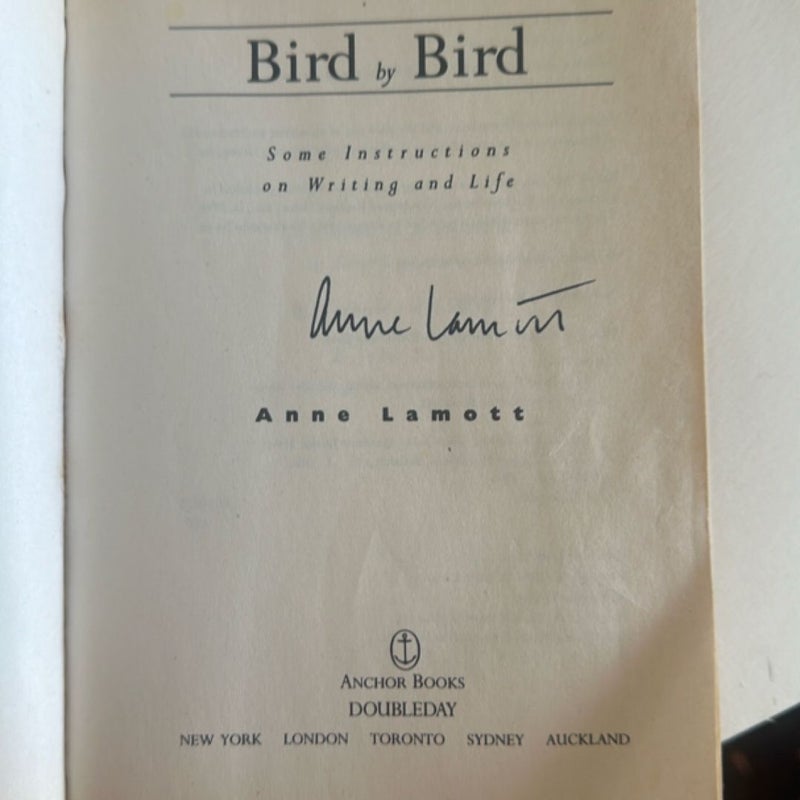 Bird by Bird
Some Instructions
on Writing and Life
Anne Lamott
Anne Lamott
ANCHOR BOOKS
DOUBLEDAY
NEW YORK LONDON TORONTO SYDNEY AUCKLAND